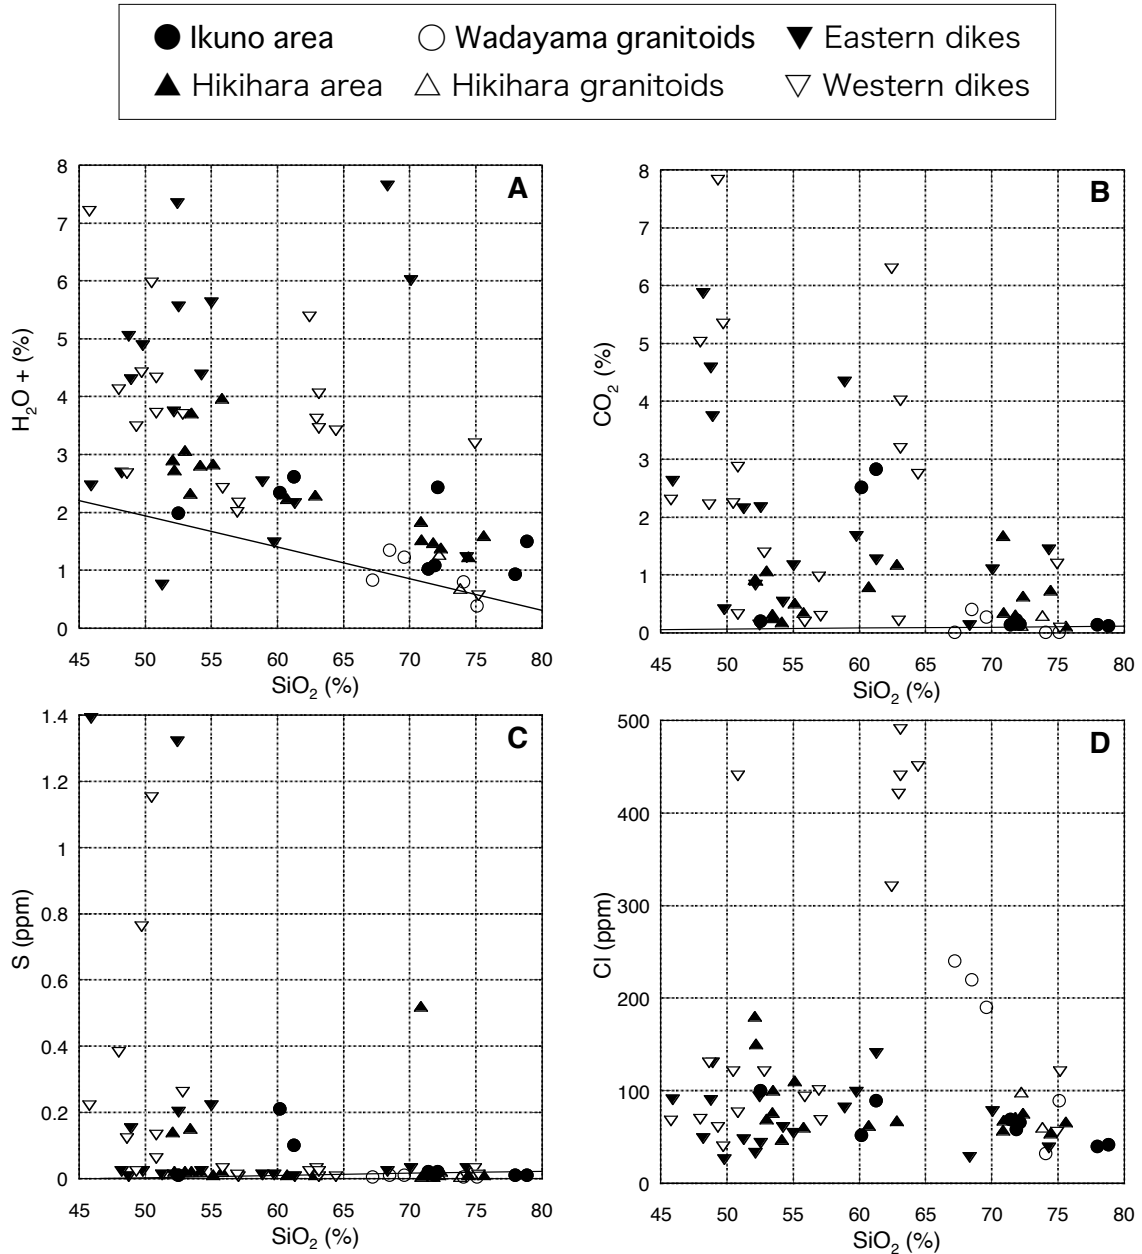 Ikuno area Wadayama granitoids Eastern dikes
Hikihara area Hikihara granitoids Western dikes
A
8
7
6
5
4
3
2
1
0
H₂O + (%)
45 50 55 60 65 70 75 80
SiO₂ (%)
B
8
7
6
5
4
3
2
1
0
CO₂ (%)
45 50 55 60 65 70 75 80
SiO₂ (%)
C
1.4
1.2
1
0.8
0.6
0.4
0.2
0
S (ppm)
45 50 55 60 65 70 75 80
SiO₂ (%)
D
500
400
300
200
100
0
Cl (ppm)
45 50 55 60 65 70 75 80
SiO₂ (%)